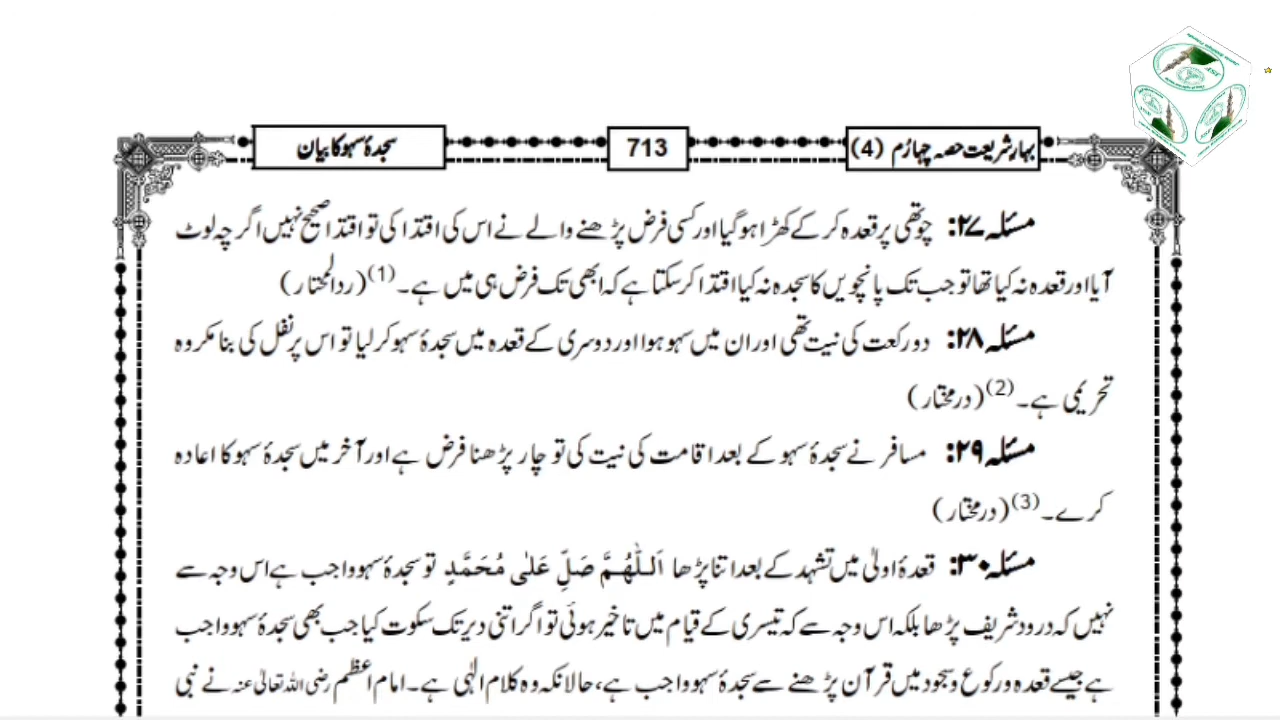 بہارِ شریعت حصہ چہارُم (4)
713
سجدۂ سہو کا بیان
مسئلہ ۲۷: چوتھی پر قعدہ کر کے کھڑا ہوگیا اور کسی فرض پڑھنے والے نے اس کی اقتدا کی تو اقتدا صحیح نہیں اگرچہ لوٹ
آیا اور قعدہ نہ کیا تھا تو جب تک پانچویں کا سجدہ نہ کیا اقتدا کر سکتا ہے کہ ابھی تک فرض ہی میں ہے۔ (1) (ردالمحتار)
مسئلہ ۲۸: دو رکعت کی نیت تھی اور ان میں سہو ہوا اور دوسری کے قعدہ میں سجدۂ سہو کر لیا تو اس پر نفل کی بنا مکروہ
تحریمی ہے۔ (2) (درمختار)
مسئلہ ۲۹: مسافر نے سجدۂ سہو کے بعد اقامت کی نیت کی تو چار پڑھنا فرض ہے اور آخر میں سجدۂ سہو کا اعادہ
کرے۔ (3) (درمختار)
مسئلہ ۳۰: قعدۂ اولیٰ میں تشہد کے بعد اتنا پڑھا اَللّٰھُمَّ صَلِّ عَلٰی مُحَمَّدٍ تو سجدۂ سہو واجب ہے اس وجہ سے
نہیں کہ درود شریف پڑھا بلکہ اس وجہ سے کہ تیسری کے قیام میں تاخیر ہوئی تو اگر اتنی دیر تک سکوت کیا جب بھی سجدۂ سہو واجب
ہے جیسے قعدہ و رکوع و سجود میں قرآن پڑھنے سے سجدۂ سہو واجب ہے، حالانکہ وہ کلام الٰہی ہے۔ امام اعظم رضی اللہ تعالیٰ عنہ نے نبی